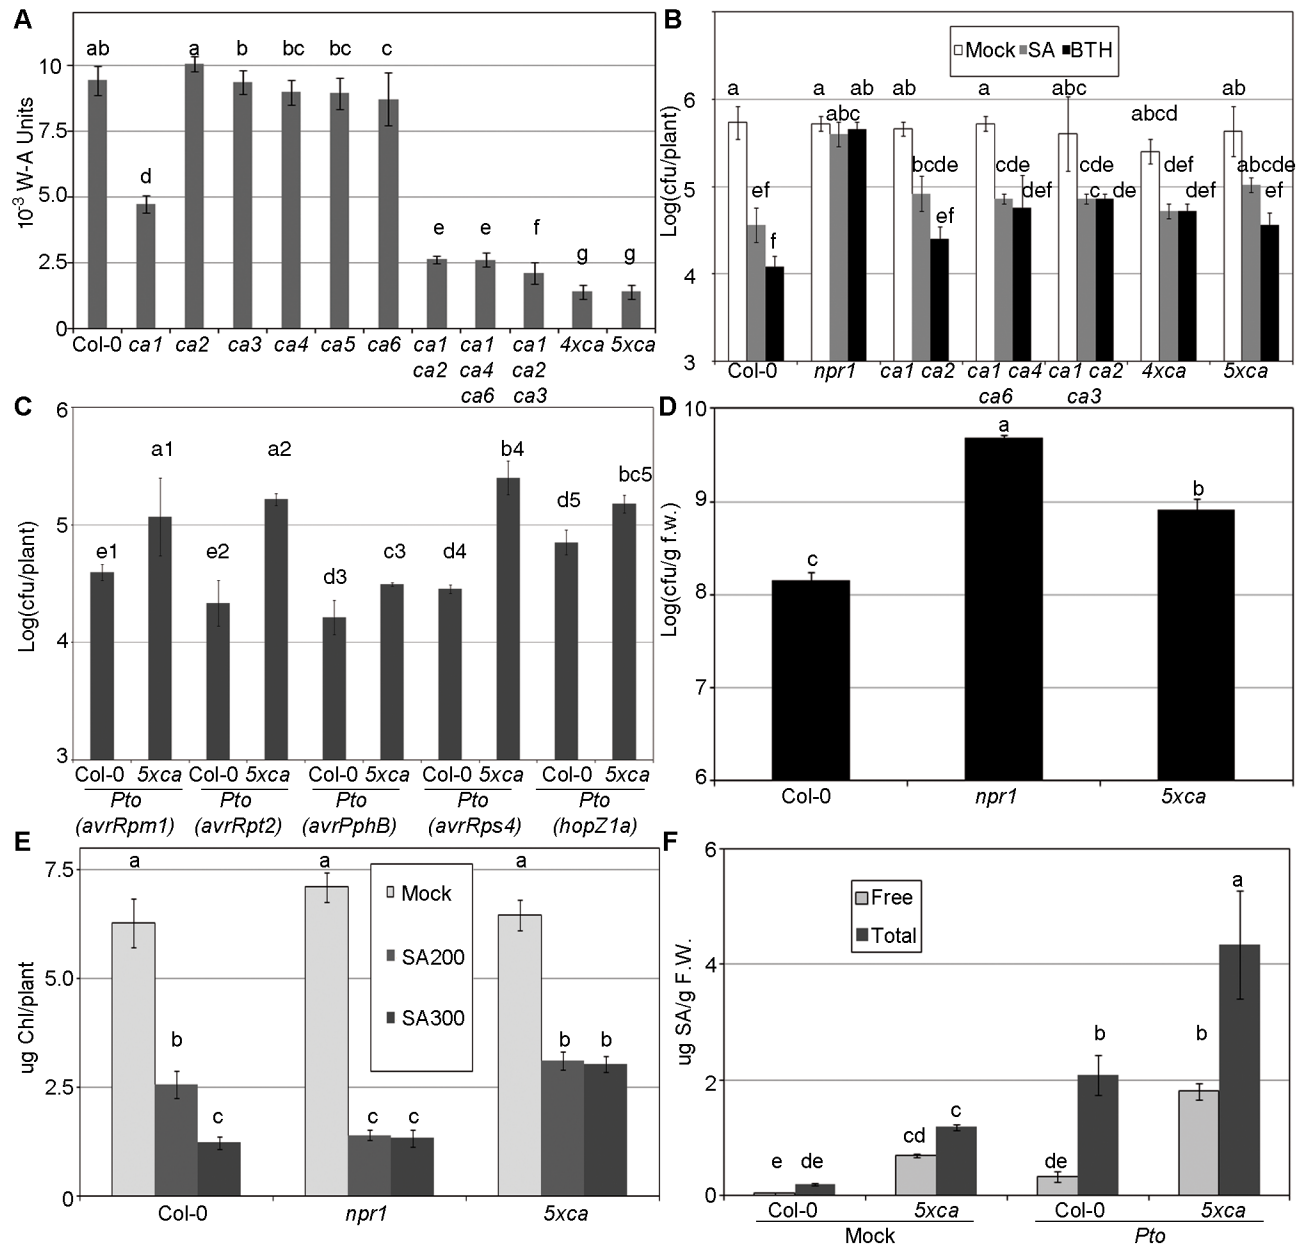 A
10⁻³ W-A Units
10
7.5
5.0
2.5
0
ab
d
a
b
bc
bc
c
e
e
f
g
g
Col-0 ca1 ca2 ca3 ca4 ca5 ca6 ca1 ca1 ca1 4xca 5xca
ca2 ca4 ca2
ca6 ca3
B
Log(cfu/plant)
Mock SA BTH
6
5
4
3
a a ab ab a abc ab
abc
abcd
ef
f
bcde
ef
cde
def
cde
c de
def
def
abcde
ef
Col-0 npr1 ca1 ca2 ca1 ca4 ca1 ca2 4xca 5xca
ca6 ca3
C
Log(cfu/plant)
6
5
4
3
e1
a1
e2
a2
d3
c3
d4
b4
d5
bc5
Col-0 5xca Col-0 5xca Col-0 5xca Col-0 5xca Col-0 5xca
Pto Pto Pto Pto Pto
(avrRpm1) (avrRpt2) (avrPphB) (avrRps4) (hopZ1a)
D
Log(cfu/g f.w.)
10
9
8
7
6
c
a
b
Col-0 npr1 5xca
E
ug Chl/plant
7.5
5.0
2.5
0
Mock
SA200
SA300
a
b
c
a
c
c
a
b
b
Col-0 npr1 5xca
F
ug SA/g F.W.
6
4
2
0
Free
Total
e
de
cd
c
de
b
b
a
Col-0 5xca Col-0 5xca
Mock Pto